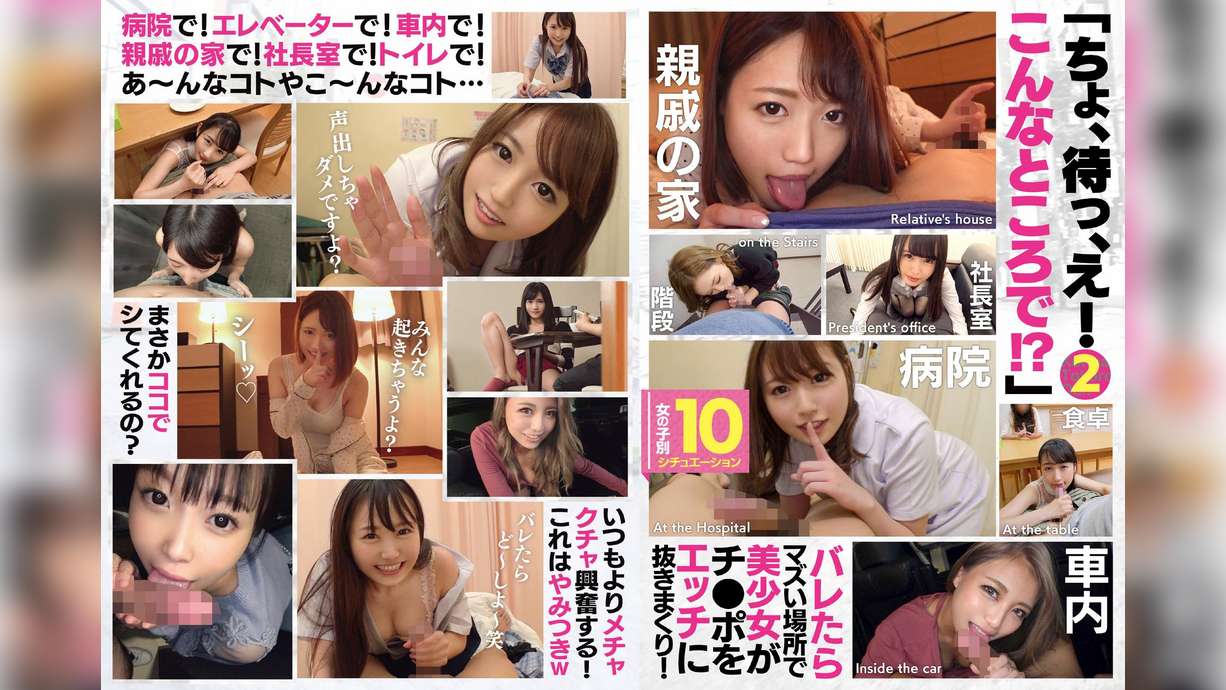 病院で!エレベーターで!車内で!
親戚の家で!社長室で!トイレで!
あ〜んなコトやこ〜んなコト…
声出しちゃ
ダメですよ?
シーッ♡
みんな
起きちゃうよ?
まさかココで
シてくれるの?
バレたら
ど〜しよ〜笑
いつもよりメチャ
クチャ興奮する!
これはやみつきw
「ちょ、待っ、え!
こんなところで!?」
2
親戚の家
Relative's house
on the Stairs
階段
社長室
President's office
病院
女の子別
10
シチュエーション
At the Hospital
食卓
At the table
バレたら
マズい場所で
美少女が
チ●ポを
エッチに
抜きまくり!
車内
Inside the car